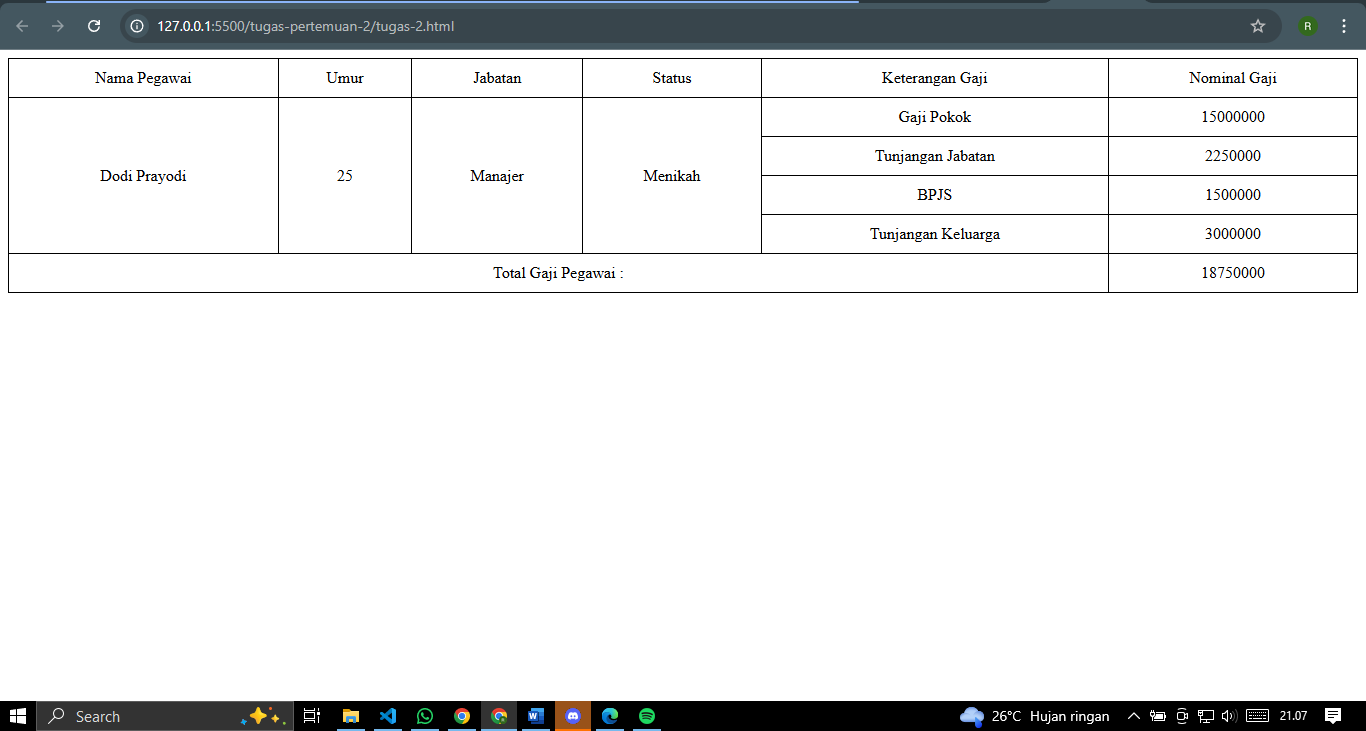 127.0.0.1:5500/tugas-pertemuan-2/tugas-2.html
R
Nama Pegawai Umur Jabatan Status Keterangan Gaji Nominal Gaji
Dodi Prayodi 25 Manajer Menikah
Gaji Pokok 15000000
Tunjangan Jabatan 2250000
BPJS 1500000
Tunjangan Keluarga 3000000
Total Gaji Pegawai : 18750000
Search
26°C Hujan ringan
21.07